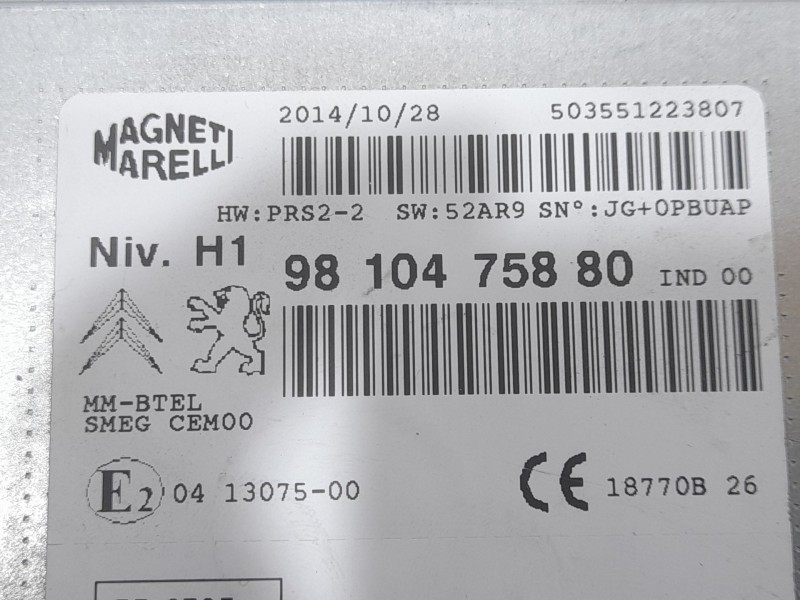 MAGNETI
MARELLI
2014/10/28 503551223807
HW:PRS2-2 SW:52AR9 SN°:JG+0PBUAP
Niv. H1
98 104 758 80 IND 00
MM-BTEL
SMEG CEM00
E2 04 13075-00
CE 18770B 26